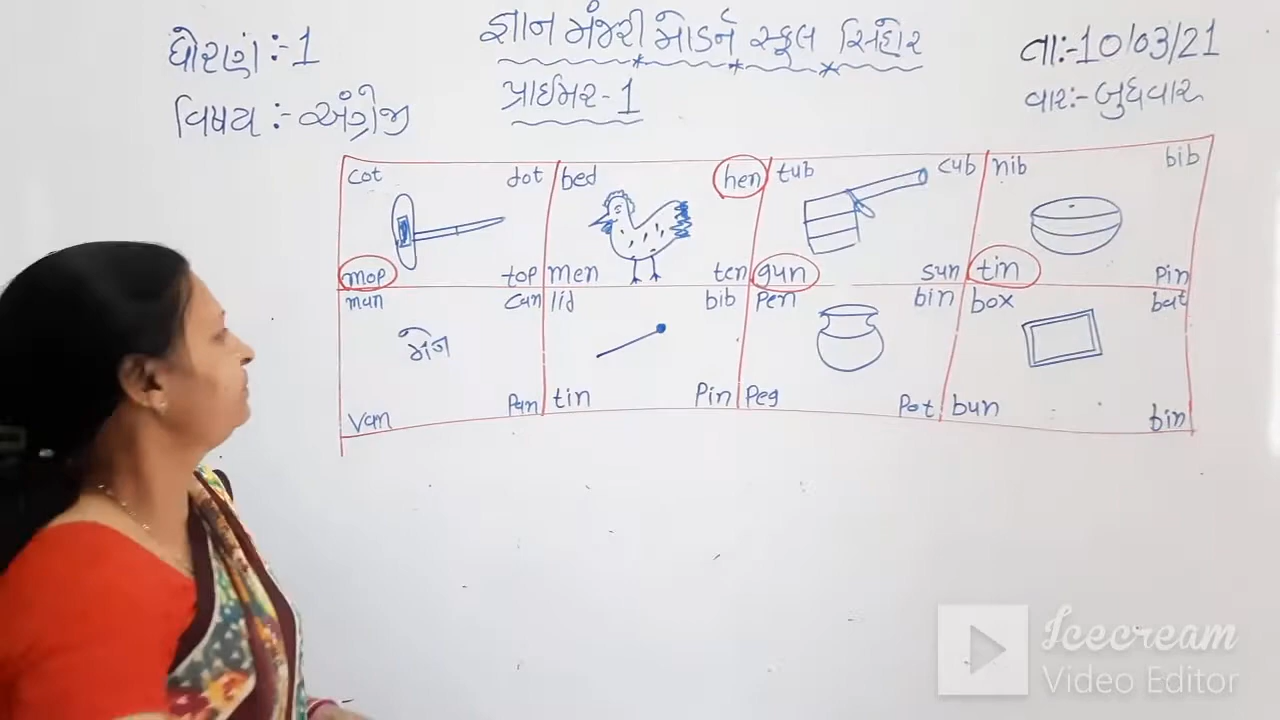 ધોરણ :- 1
જ્ઞાન મંજરી મોડર્ન સ્કૂલ સિહોર
તા:- 10/03/21
વિષય :- અંગ્રેજી
પ્રાઈમર - 1
વાર:- બુધવાર
cot dot bed hen tub cub nib bib
mop top men ten gun sun tin Pin
man can lid bib Pen bin box bat
મેન
van Pan tin Pin Peg Pot bun bin
Icecream
Video Editor